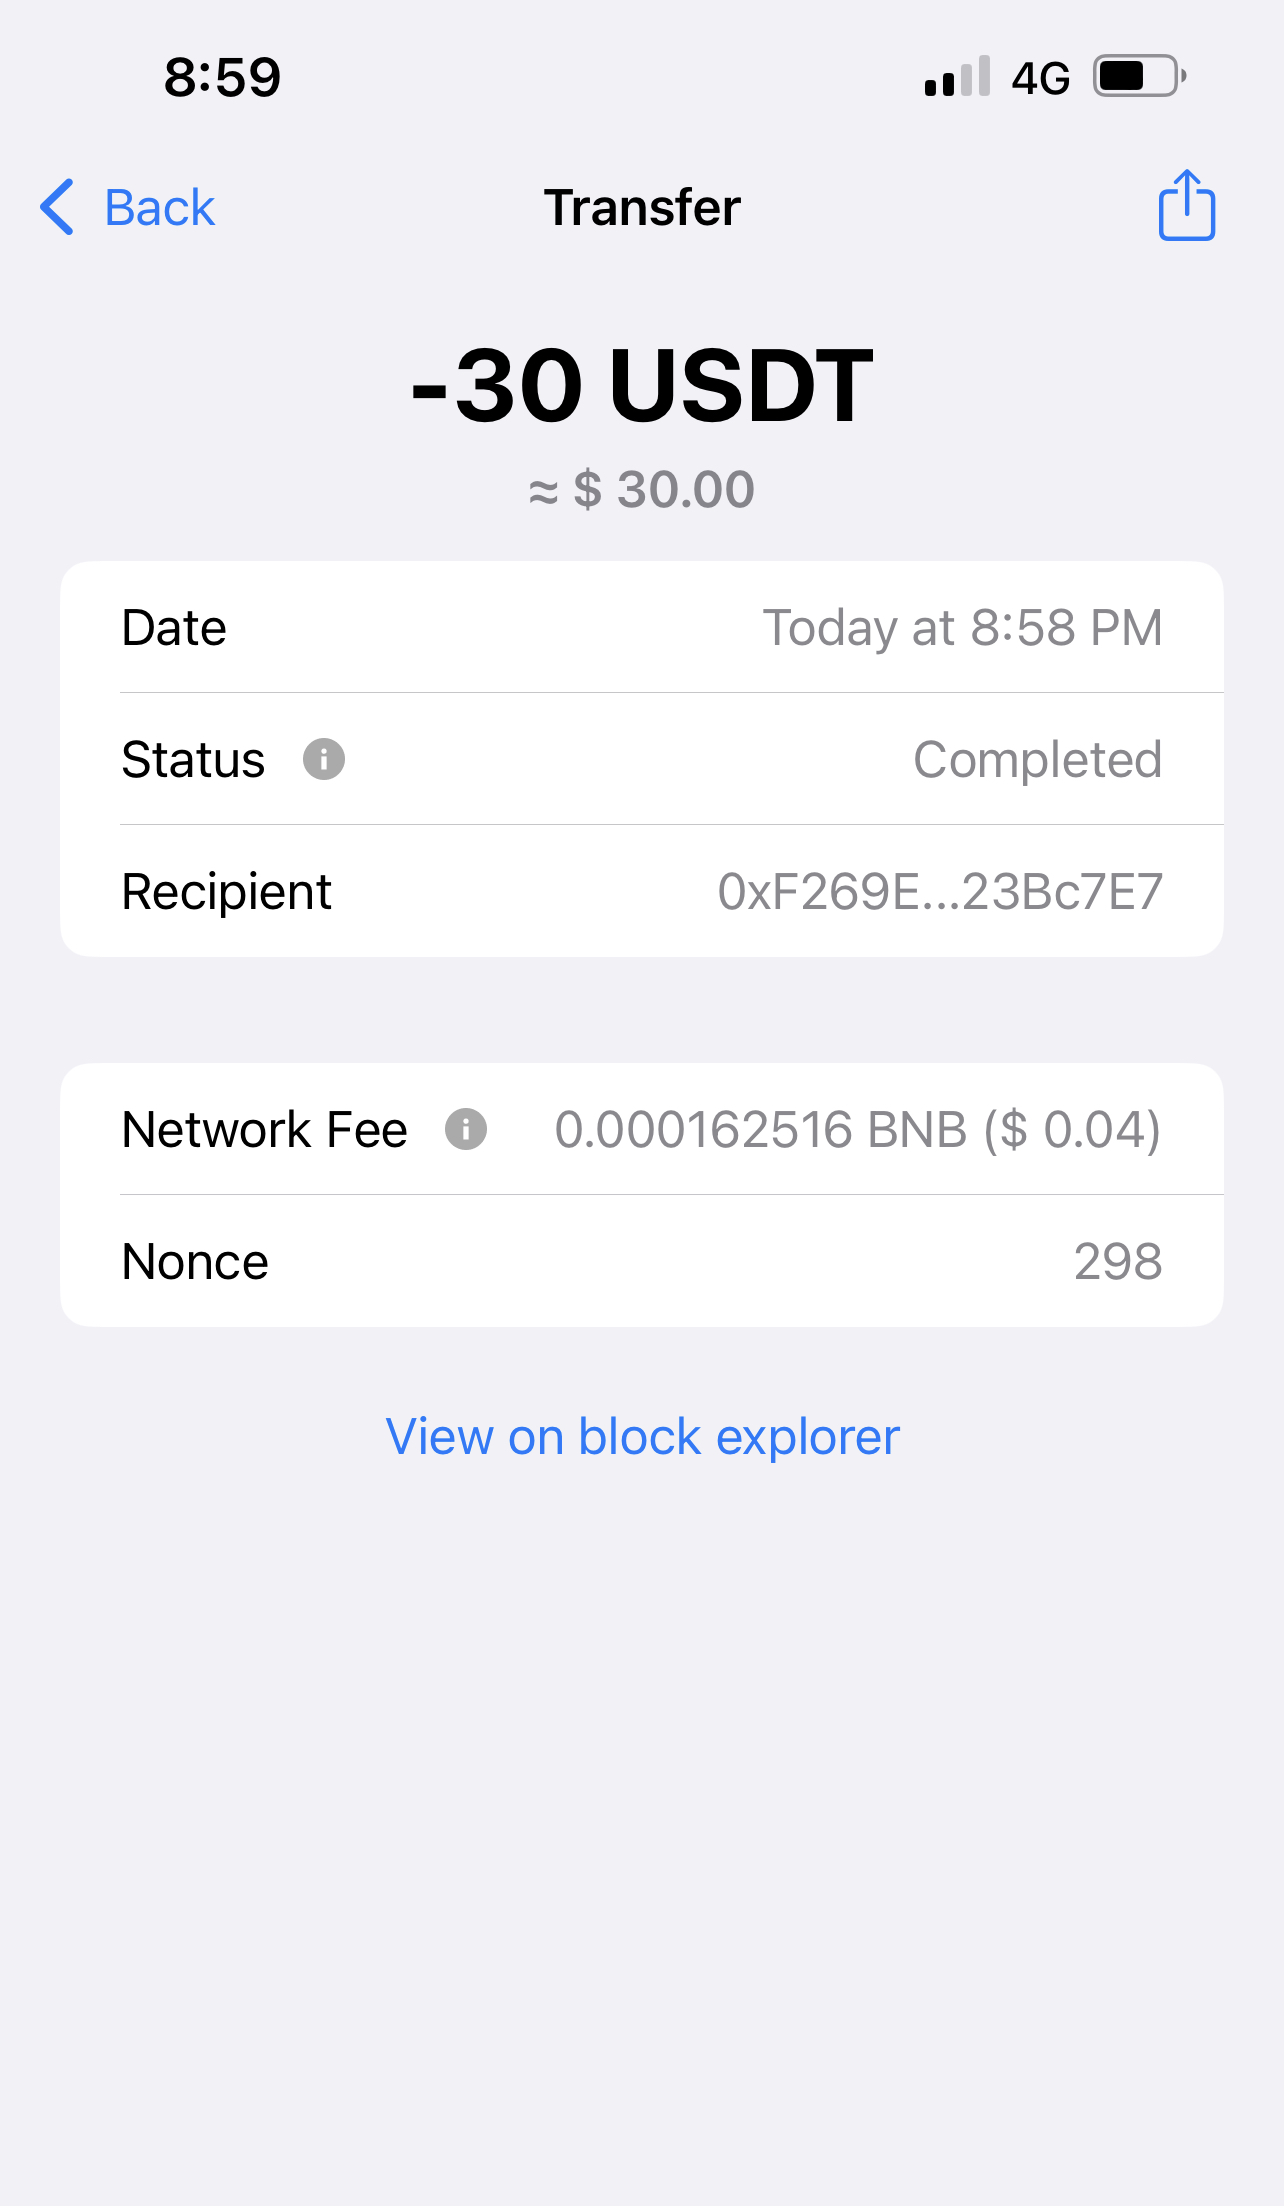 8:59 4G
Back Transfer
-30 USDT
≈ $ 30.00
Date Today at 8:58 PM
Status Completed
Recipient 0xF269E...23Bc7E7
Network Fee 0.000162516 BNB ($ 0.04)
Nonce 298
View on block explorer